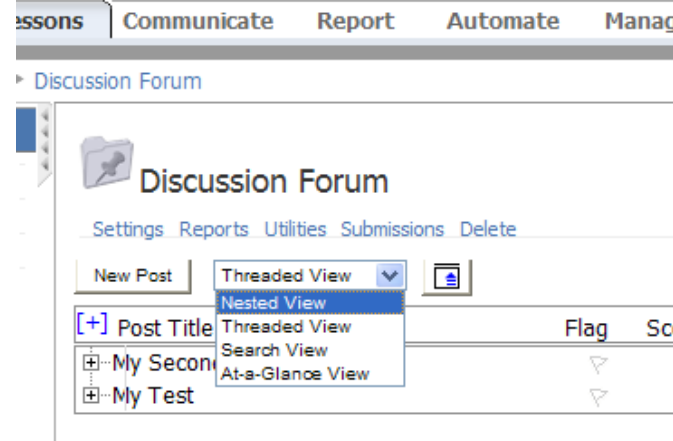 essons Communicate Report Automate Manag
Discussion Forum
Discussion Forum
Settings Reports Utilities Submissions Delete
New Post Threaded View
Nested View
[+] Post Title Threaded View Flag Sc
Search View
My Second At-a-Glance View
My Test